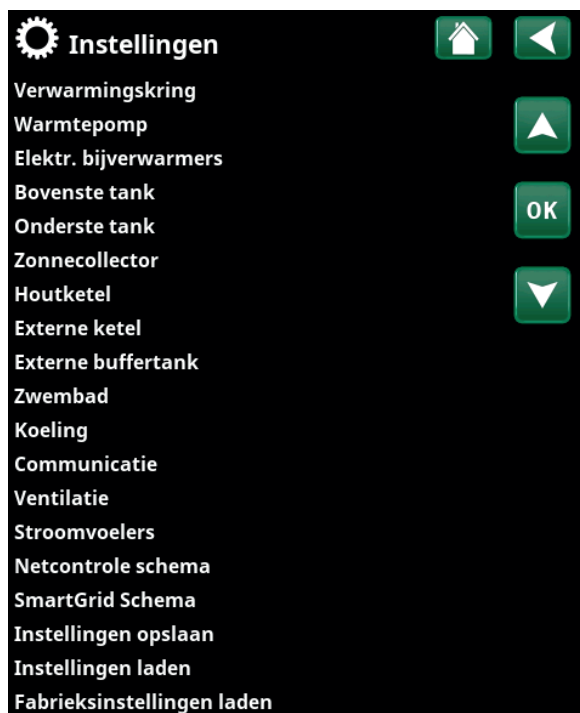 Instellingen
Verwarmingskring
Warmtepomp
Elektr. bijverwarmers
Bovenste tank
OK
Onderste tank
Zonnecollector
Houtketel
Externe ketel
Externe buffertank
Zwembad
Koeling
Communicatie
Ventilatie
Stroomvoelers
Netcontrole schema
SmartGrid Schema
Instellingen opslaan
Instellingen laden
Fabrieksinstellingen laden